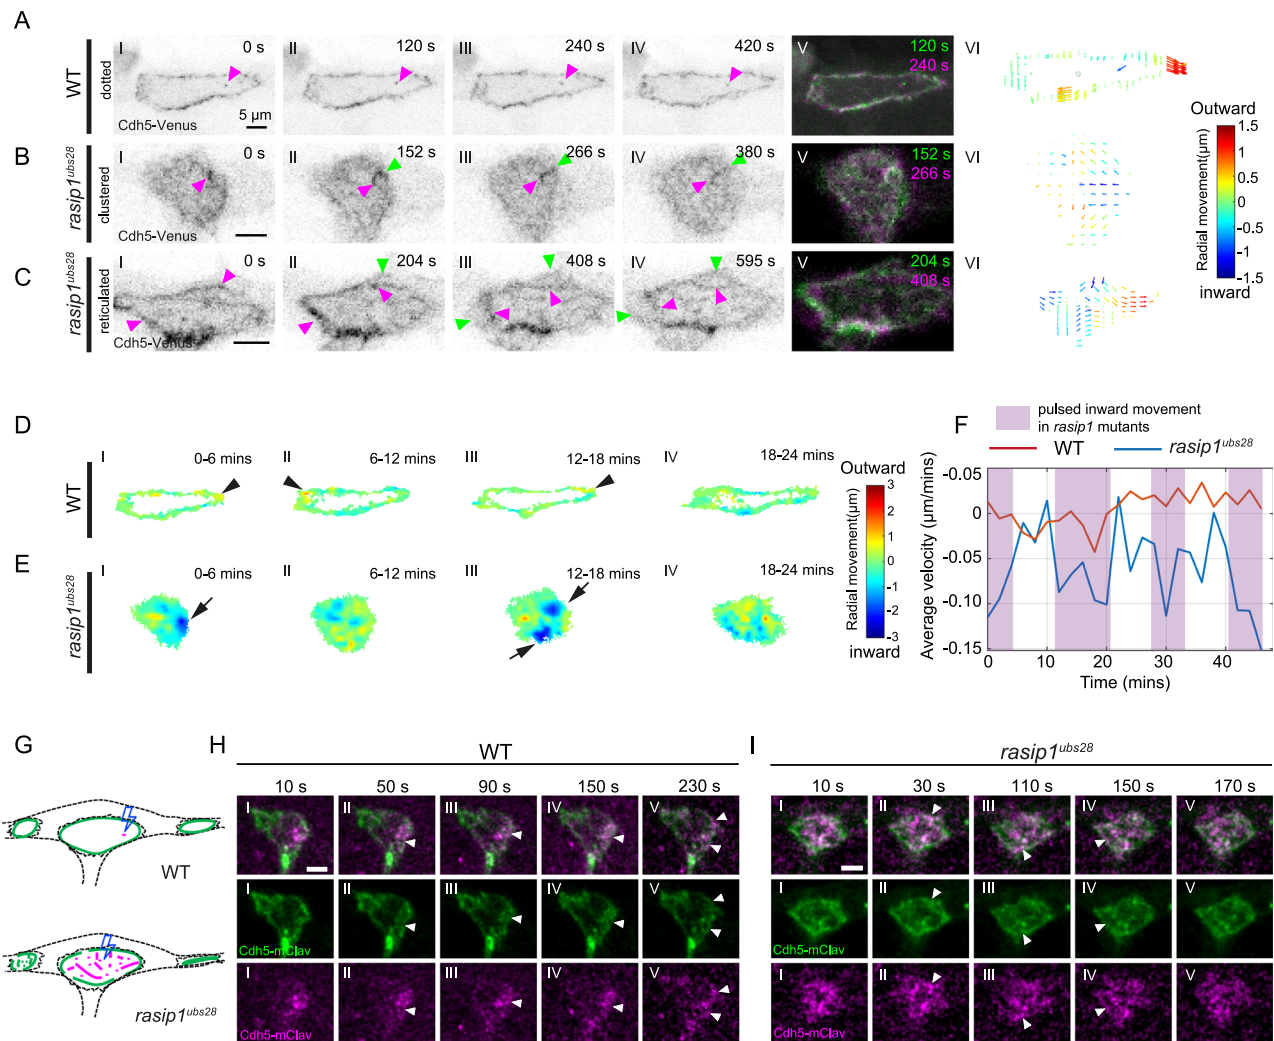 A
WT
dotted
I
0 s
II
120 s
III
240 s
IV
420 s
V
120 s
240 s
VI
Cdh5-Venus
5 µm
B
rasip1ubs28
clustered
I
0 s
II
152 s
III
266 s
IV
380 s
V
152 s
266 s
VI
Cdh5-Venus
C
rasip1ubs28
reticulated
I
0 s
II
204 s
III
408 s
IV
595 s
V
204 s
408 s
VI
Cdh5-Venus
Outward
1.5
1
0.5
0
-0.5
-1
-1.5
Radial movement(µm)
inward
D
WT
I
0-6 mins
II
6-12 mins
III
12-18 mins
IV
18-24 mins
E
rasip1ubs28
I
0-6 mins
II
6-12 mins
III
12-18 mins
IV
18-24 mins
Outward
3
2
1
0
-1
-2
-3
Radial movement(µm)
inward
F
pulsed inward movement
in rasip1 mutants
WT
rasip1ubs28
-0.05
0
-0.05
-0.10
-0.15
Average velocity (µm/mins)
0
10
20
30
40
Time (mins)
G
WT
rasip1ubs28
H
WT
10 s
50 s
90 s
150 s
230 s
I
II
III
IV
V
I
II
III
IV
V
Cdh5-mClav
I
II
III
IV
V
Cdh5-mClav
I
rasip1ubs28
10 s
30 s
110 s
150 s
170 s
I
II
III
IV
V
I
II
III
IV
V
Cdh5-mClav
I
II
III
IV
V
Cdh5-mClav